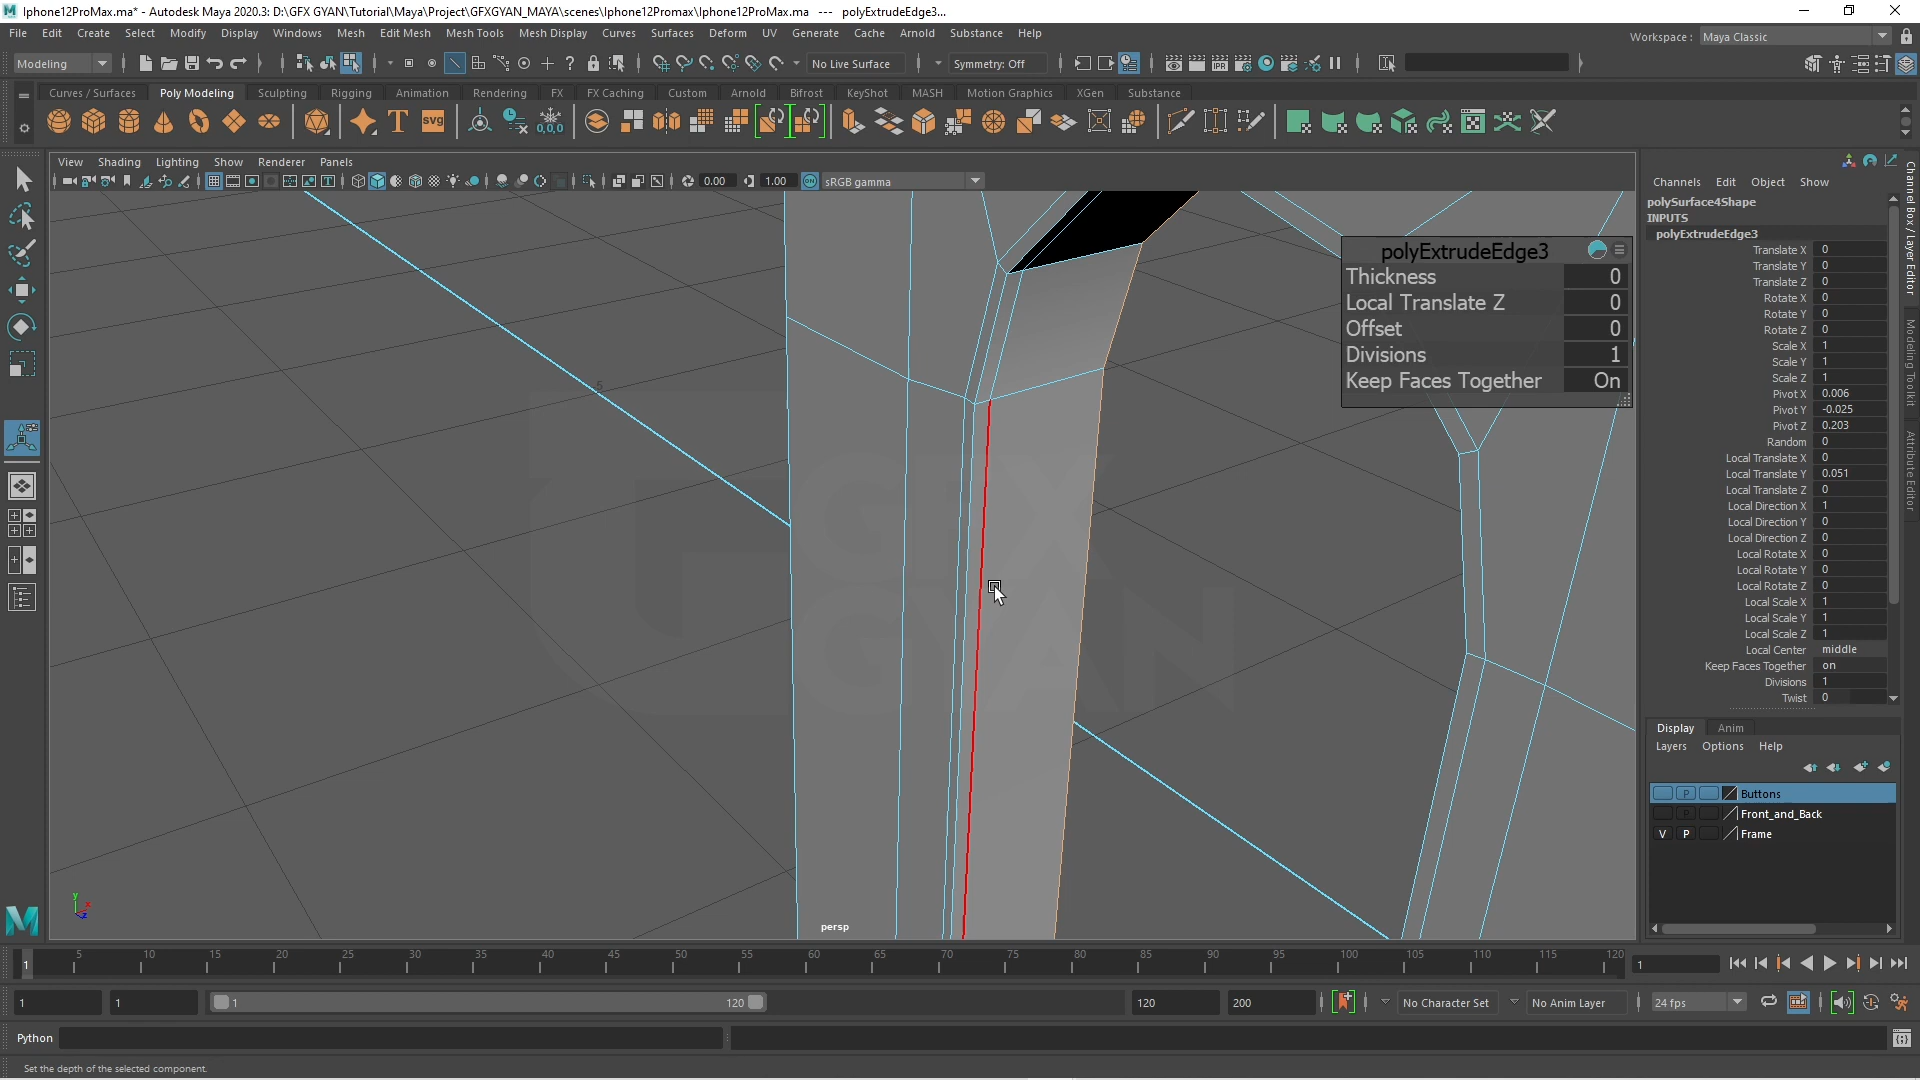 Iphone12ProMax.ma* - Autodesk Maya 2020.3: D:\GFX GYAN\Tutorial\Maya\Project\GFXGYAN_MAYA\scenes\Iphone12Promax\Iphone12ProMax.ma --- polyExtrudeEdge3...
File Edit Create Select Modify Display Windows Mesh Edit Mesh Mesh Tools Mesh Display Curves Surfaces Deform UV Generate Cache Arnold Substance Help
Workspace : Maya Classic
Modeling
No Live Surface
Symmetry: Off
Curves / Surfaces Poly Modeling Sculpting Rigging Animation Rendering FX FX Caching Custom Arnold Bifrost KeyShot MASH Motion Graphics XGen Substance
View Shading Lighting Show Renderer Panels
0.00 1.00 sRGB gamma
polyExtrudeEdge3
Thickness 0
Local Translate Z 0
Offset 0
Divisions 1
Keep Faces Together On
GFX
GYAN
persp
Channels Edit Object Show
polySurface4Shape
INPUTS
polyExtrudeEdge3
Translate X 0
Translate Y 0
Translate Z 0
Rotate X 0
Rotate Y 0
Rotate Z 0
Scale X 1
Scale Y 1
Scale Z 1
Pivot X 0.006
Pivot Y -0.025
Pivot Z 0.203
Random 0
Local Translate X 0
Local Translate Y 0.051
Local Translate Z 0
Local Direction X 1
Local Direction Y 0
Local Direction Z 0
Local Rotate X 0
Local Rotate Y 0
Local Rotate Z 0
Local Scale X 1
Local Scale Y 1
Local Scale Z 1
Local Center middle
Keep Faces Together on
Divisions 1
Twist 0
Channel Box / Layer Editor
Modeling Toolkit
Attribute Editor
Display Anim
Layers Options Help
P Buttons
P Front_and_Back
V P Frame
1 5 10 15 20 25 30 35 40 45 50 55 60 65 70 75 80 85 90 95 100 105 110 115 120 1
1 1 1 120 120 200 No Character Set No Anim Layer 24 fps
Python
Set the depth of the selected component.